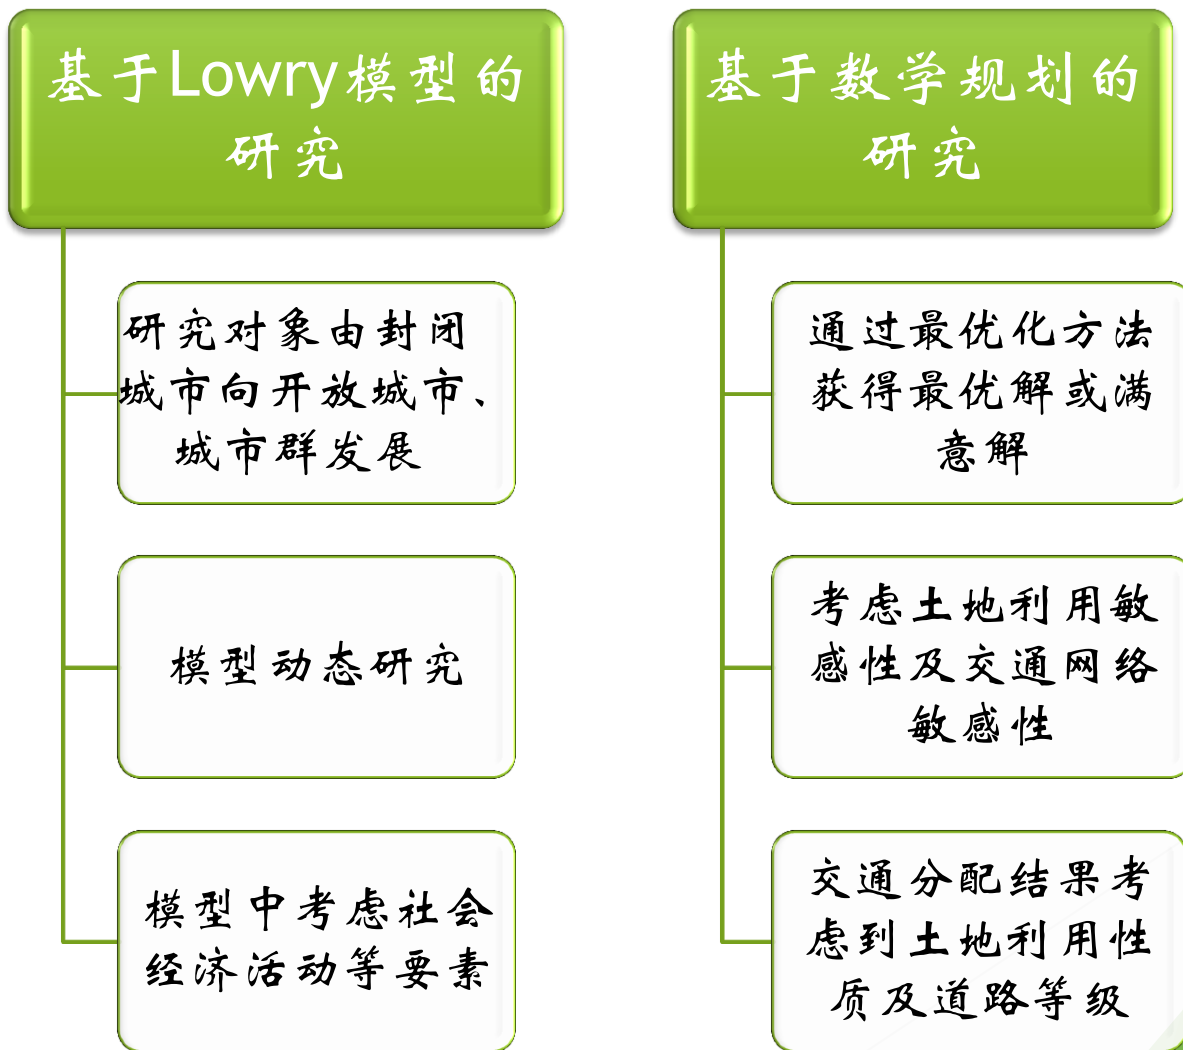 基于Lowry模型的
研究
研究对象由封闭
城市向开放城市、
城市群发展
模型动态研究
模型中考虑社会
经济活动等要素
基于数学规划的
研究
通过最优化方法
获得最优解或满
意解
考虑土地利用敏
感性及交通网络
敏感性
交通分配结果考
虑到土地利用性
质及道路等级